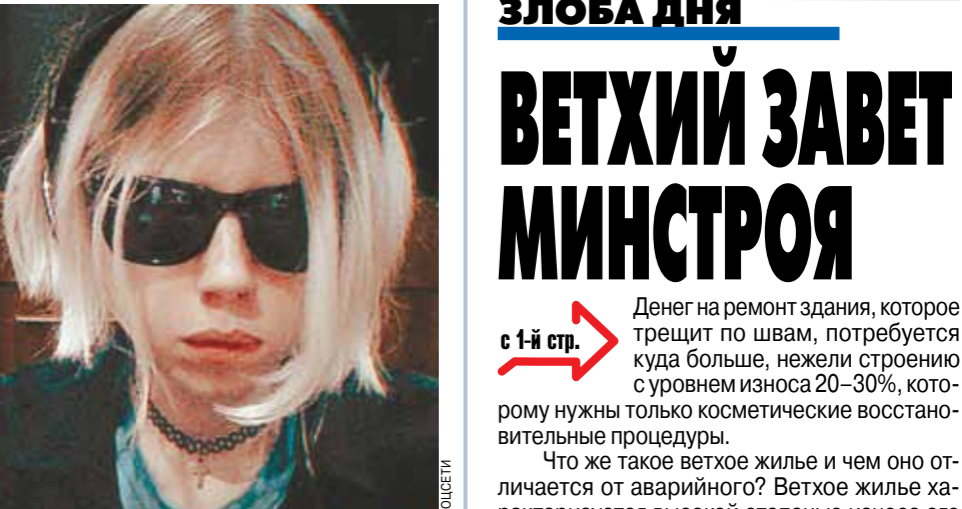 ЗЛОБА ДНЯ
ВЕТХИЙ ЗАВЕТ
МИНСТРОЯ
с 1-й стр.
Денег на ремонт здания, которое
трещит по швам, потребуется
куда больше, нежели строению
с уровнем износа 20–30%, кото-
рому нужны только косметические восстано-
вительные процедуры.
Что же такое ветхое жилье и чем оно от-
личается от аварийного? Ветхое жилье ха-
ОЦСЕТИ